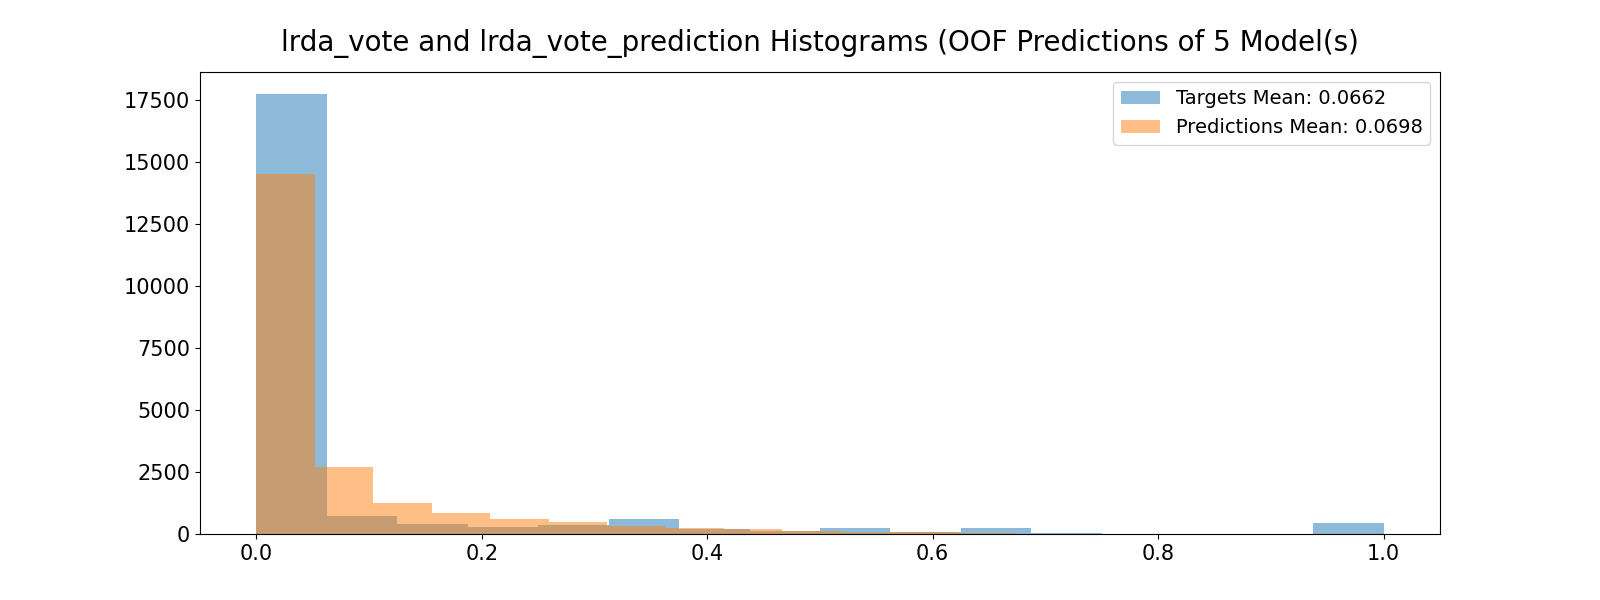 lrda_vote and lrda_vote_prediction Histograms (OOF Predictions of 5 Model(s)
Targets Mean: 0.0662
Predictions Mean: 0.0698
17500
15000
12500
10000
7500
5000
2500
0
0.0 0.2 0.4 0.6 0.8 1.0